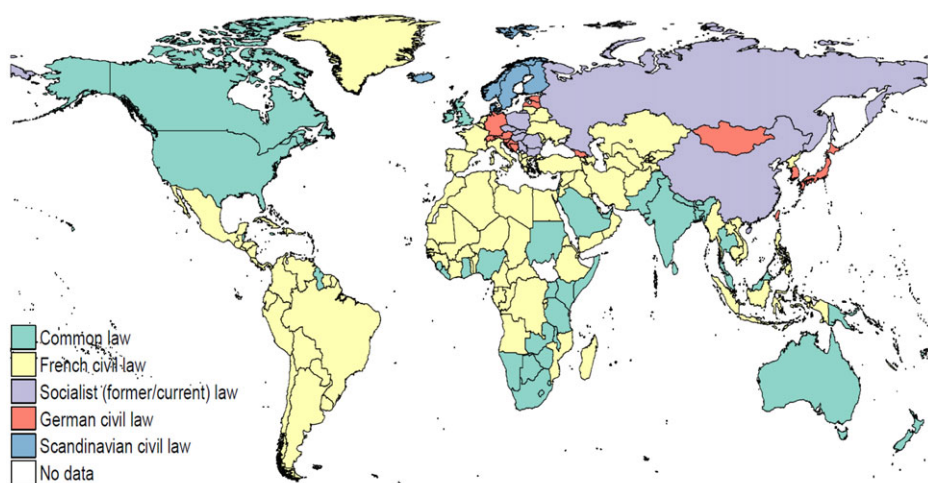 Common law
French civil law
Socialist (former/current) law
German civil law
Scandinavian civil law
No data